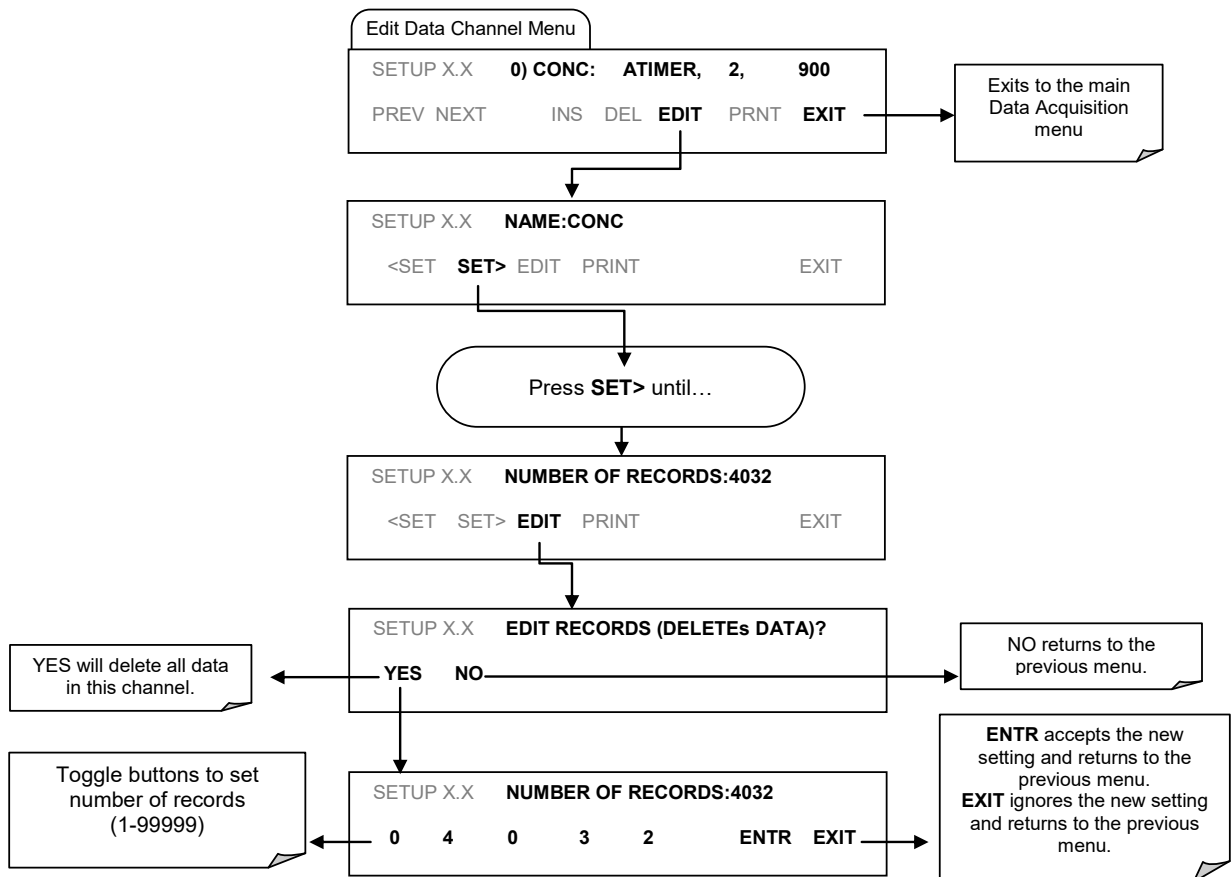 Edit Data Channel Menu
SETUP X.X 0) CONC: ATIMER, 2, 900
PREV NEXT INS DEL EDIT PRNT EXIT
Exits to the main
Data Acquisition
menu
SETUP X.X NAME:CONC
<SET SET> EDIT PRINT EXIT
Press SET> until…
SETUP X.X NUMBER OF RECORDS:4032
<SET SET> EDIT PRINT EXIT
SETUP X.X EDIT RECORDS (DELETEs DATA)?
YES NO
YES will delete all data
in this channel.
NO returns to the
previous menu.
Toggle buttons to set
number of records
(1-99999)
SETUP X.X NUMBER OF RECORDS:4032
0 4 0 3 2 ENTR EXIT
ENTR accepts the new
setting and returns to the
previous menu.
EXIT ignores the new setting
and returns to the previous
menu.